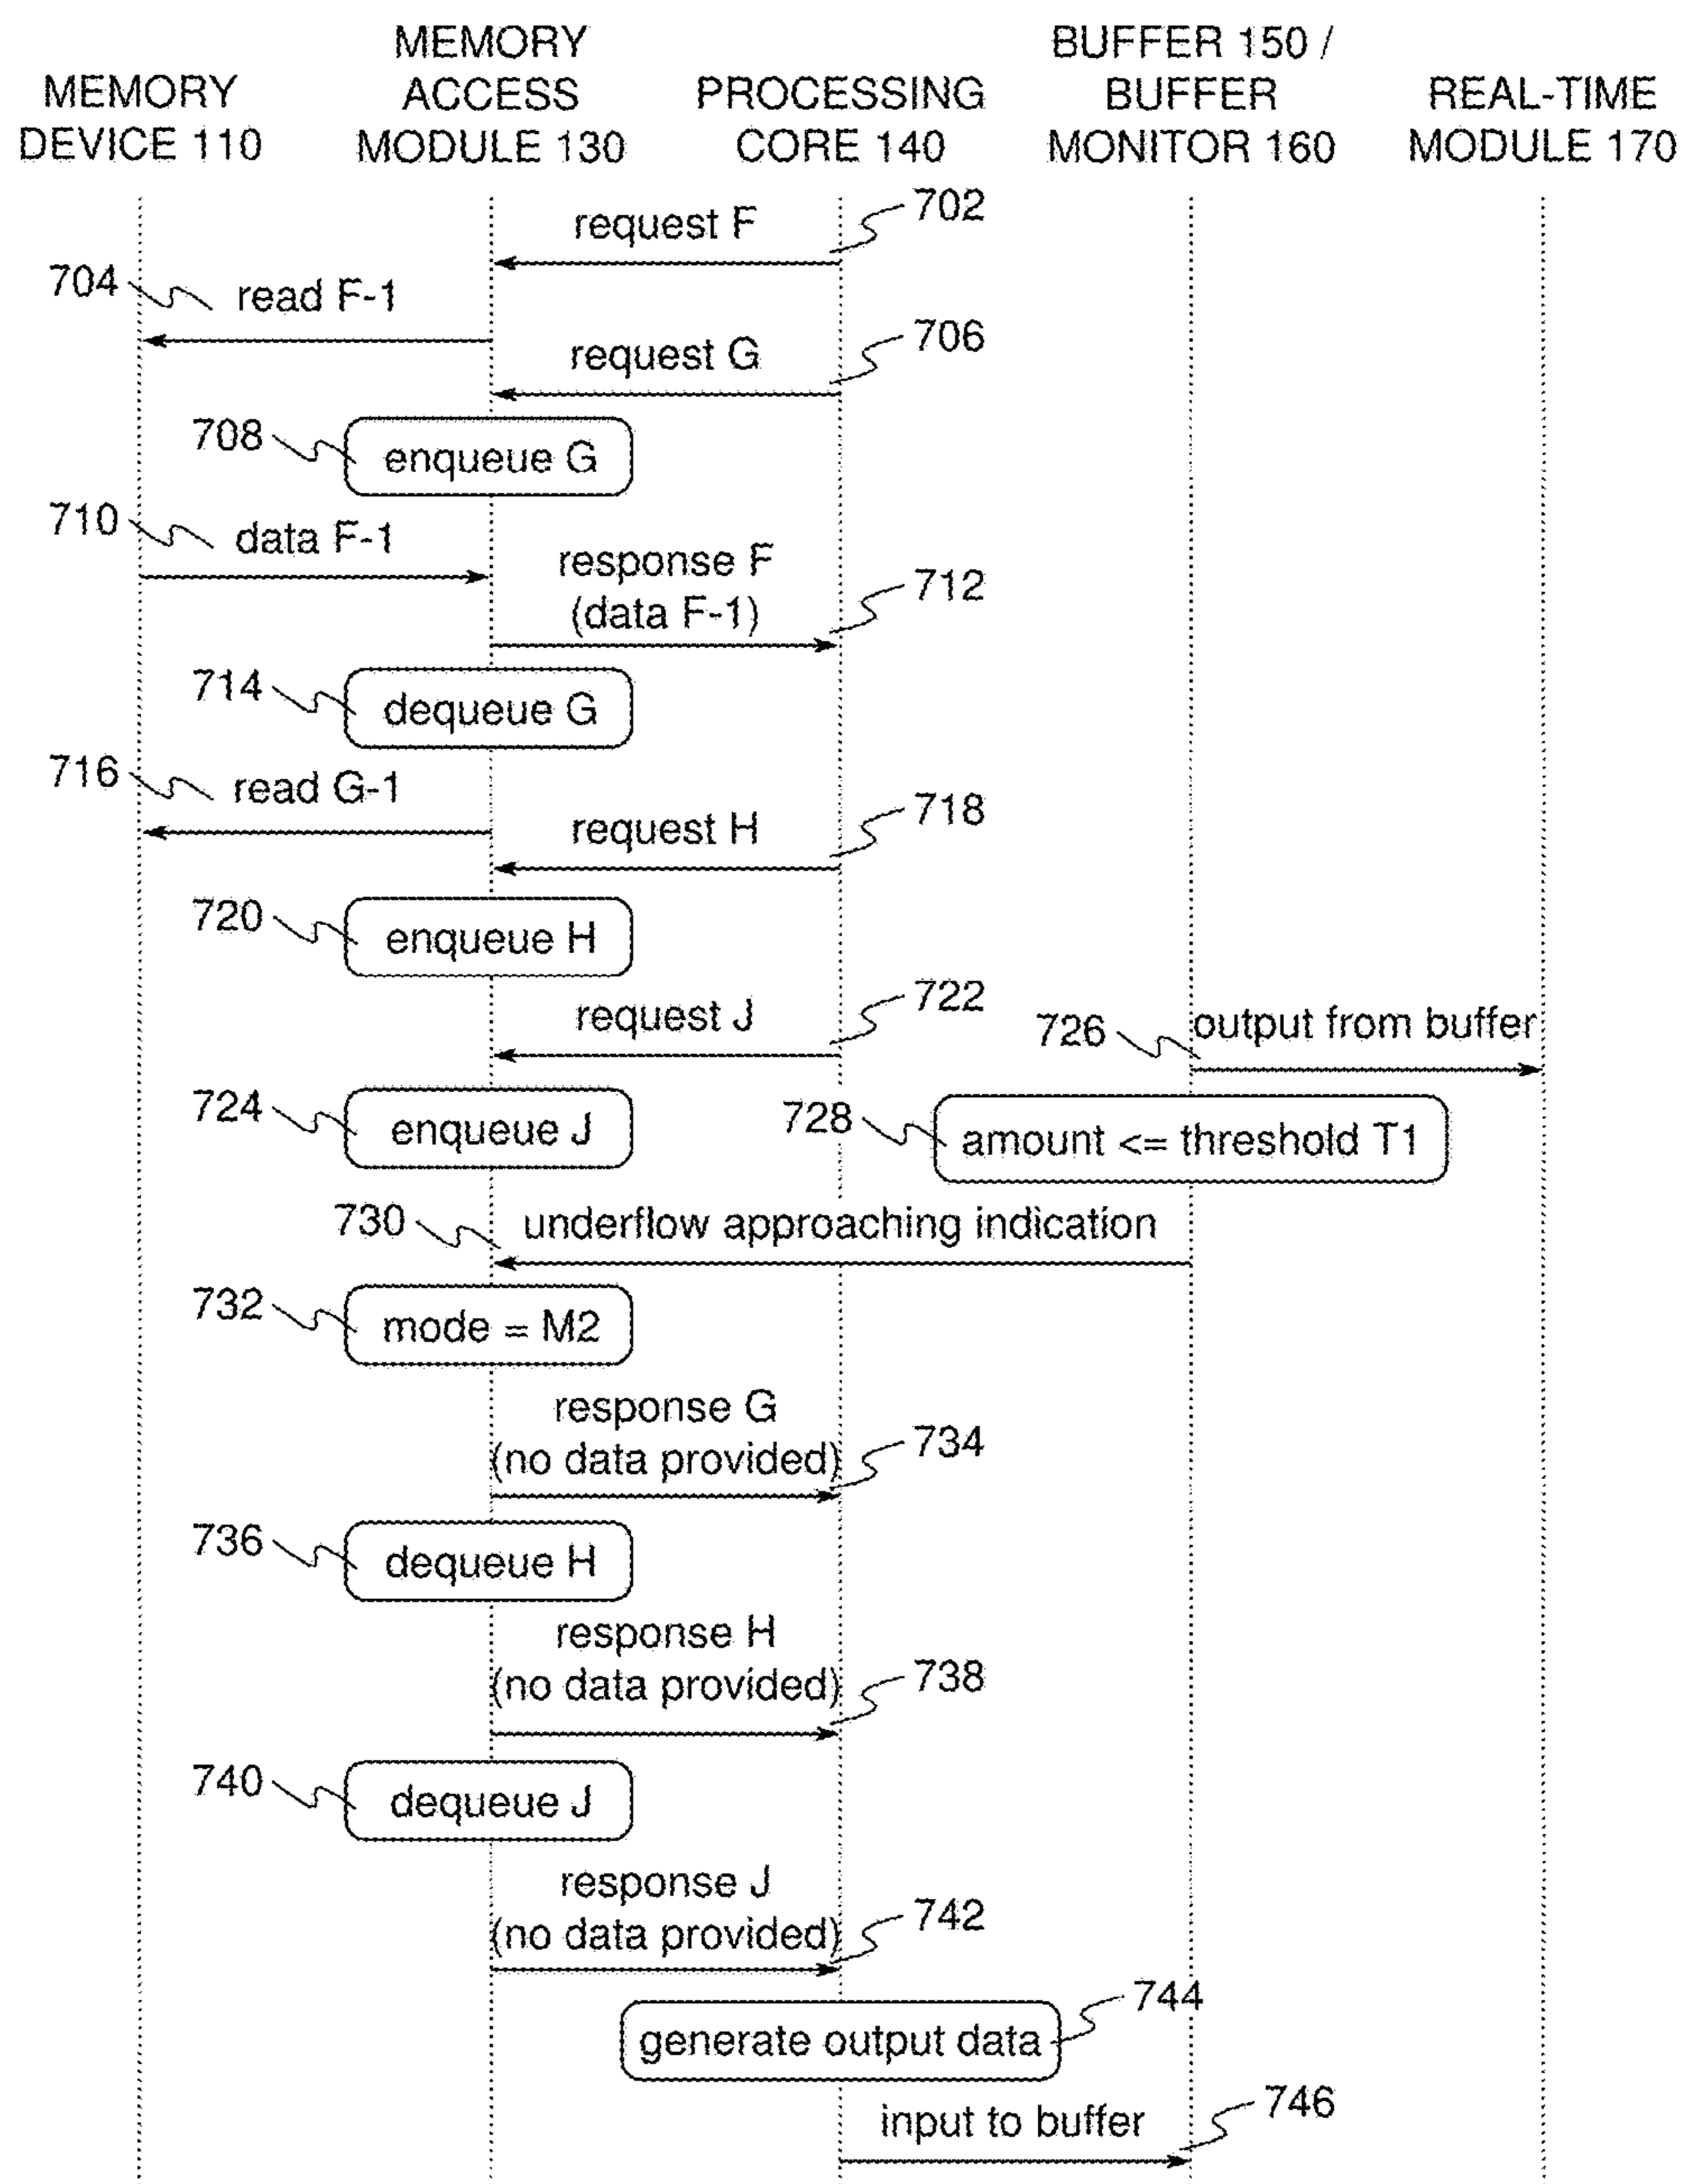 MEMORY
DEVICE 110
MEMORY
ACCESS
MODULE 130
PROCESSING
CORE 140
BUFFER 150 /
BUFFER
MONITOR 160
REAL-TIME
MODULE 170
request F
702
704
read F-1
request G
706
708
enqueue G
710
data F-1
response F
(data F-1)
712
714
dequeue G
716
read G-1
request H
718
720
enqueue H
request J
722
726
output from buffer
724
enqueue J
728
amount <= threshold T1
730
underflow approaching indication
732
mode = M2
response G
(no data provided)
734
736
dequeue H
response H
(no data provided)
738
740
dequeue J
response J
(no data provided)
742
generate output data
744
input to buffer
746